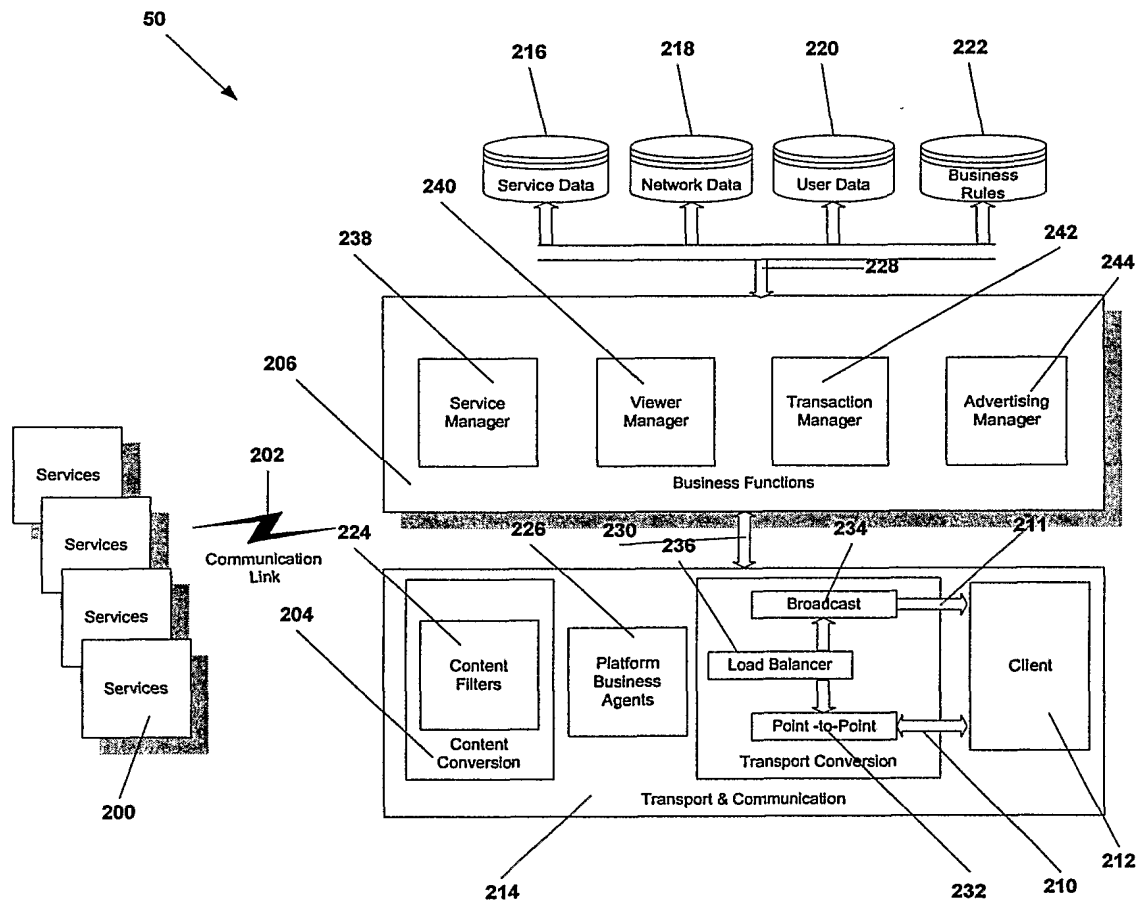 50
216
218
220
222
Service Data
Network Data
User Data
Business
Rules
240
238
242
228
244
206
Service
Manager
Viewer
Manager
Transaction
Manager
Advertising
Manager
Business Functions
Services
Services
Services
Services
202
Communication
Link
224
226
230
236
234
211
204
Broadcast
Content
Filters
Platform
Business
Agents
Load Balancer
Client
Point -to-Point
Content
Conversion
Transport Conversion
Transport & Communication
200
214
232
210
212